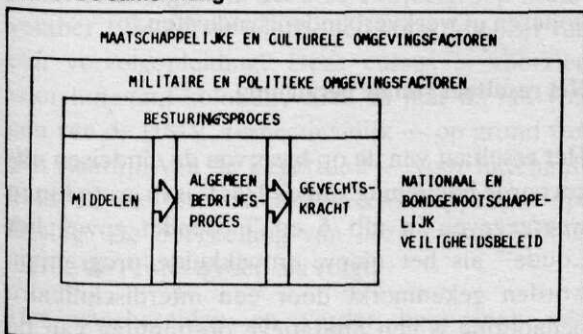 MAATSCHAPPELIJKE EN CULTURELE OMGEVINGSFACTOREN
MILITAIRE EN POLITIEKE OMGEVINGSFACTOREN
BESTURINGSPROCES
MIDDELEN
ALGEMEEN
BEDRIJFS-
PROCES
GEVECHTS-
KRACHT
NATIONAAL/
BONDGENOOTSCHAPPE-
LIJK
VEILIGHEIDSBELEID